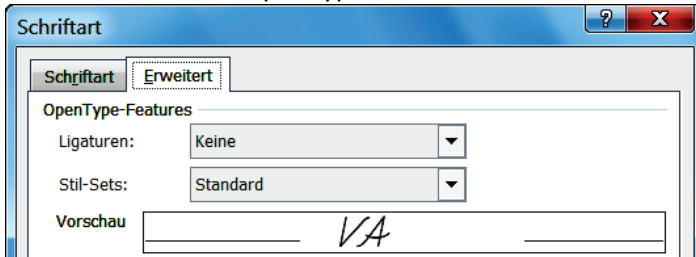 Schriftart
Schriftart Erweitert
OpenType-Features
Ligaturen: Keine
Stil-Sets: Standard
Vorschau VA